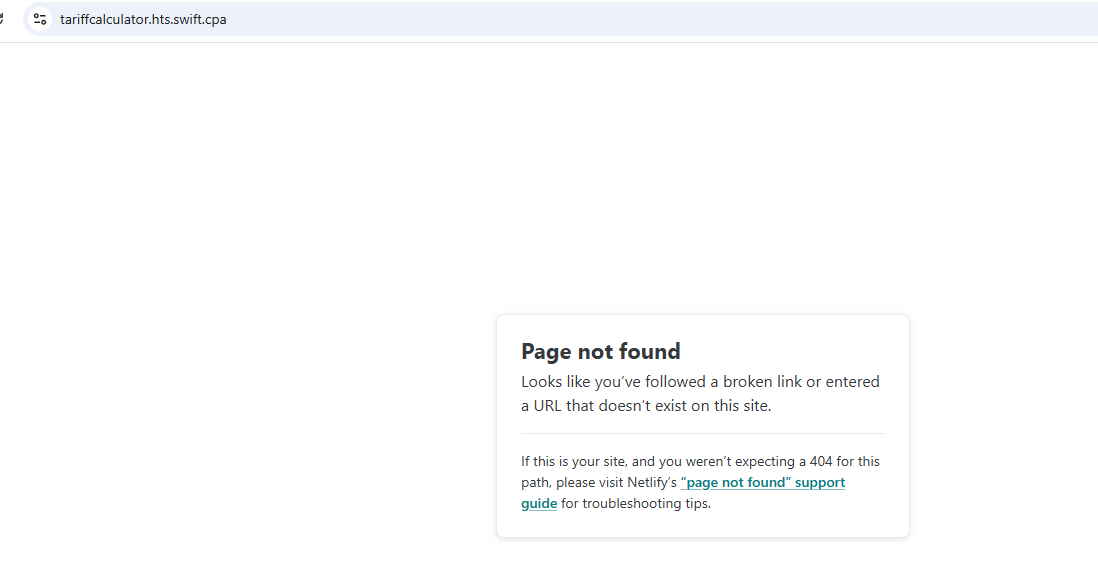 tariffcalculator.hts.swift.cpa
Page not found
Looks like you’ve followed a broken link or entered
a URL that doesn’t exist on this site.
If this is your site, and you weren’t expecting a 404 for this
path, please visit Netlify’s “page not found” support
guide for troubleshooting tips.